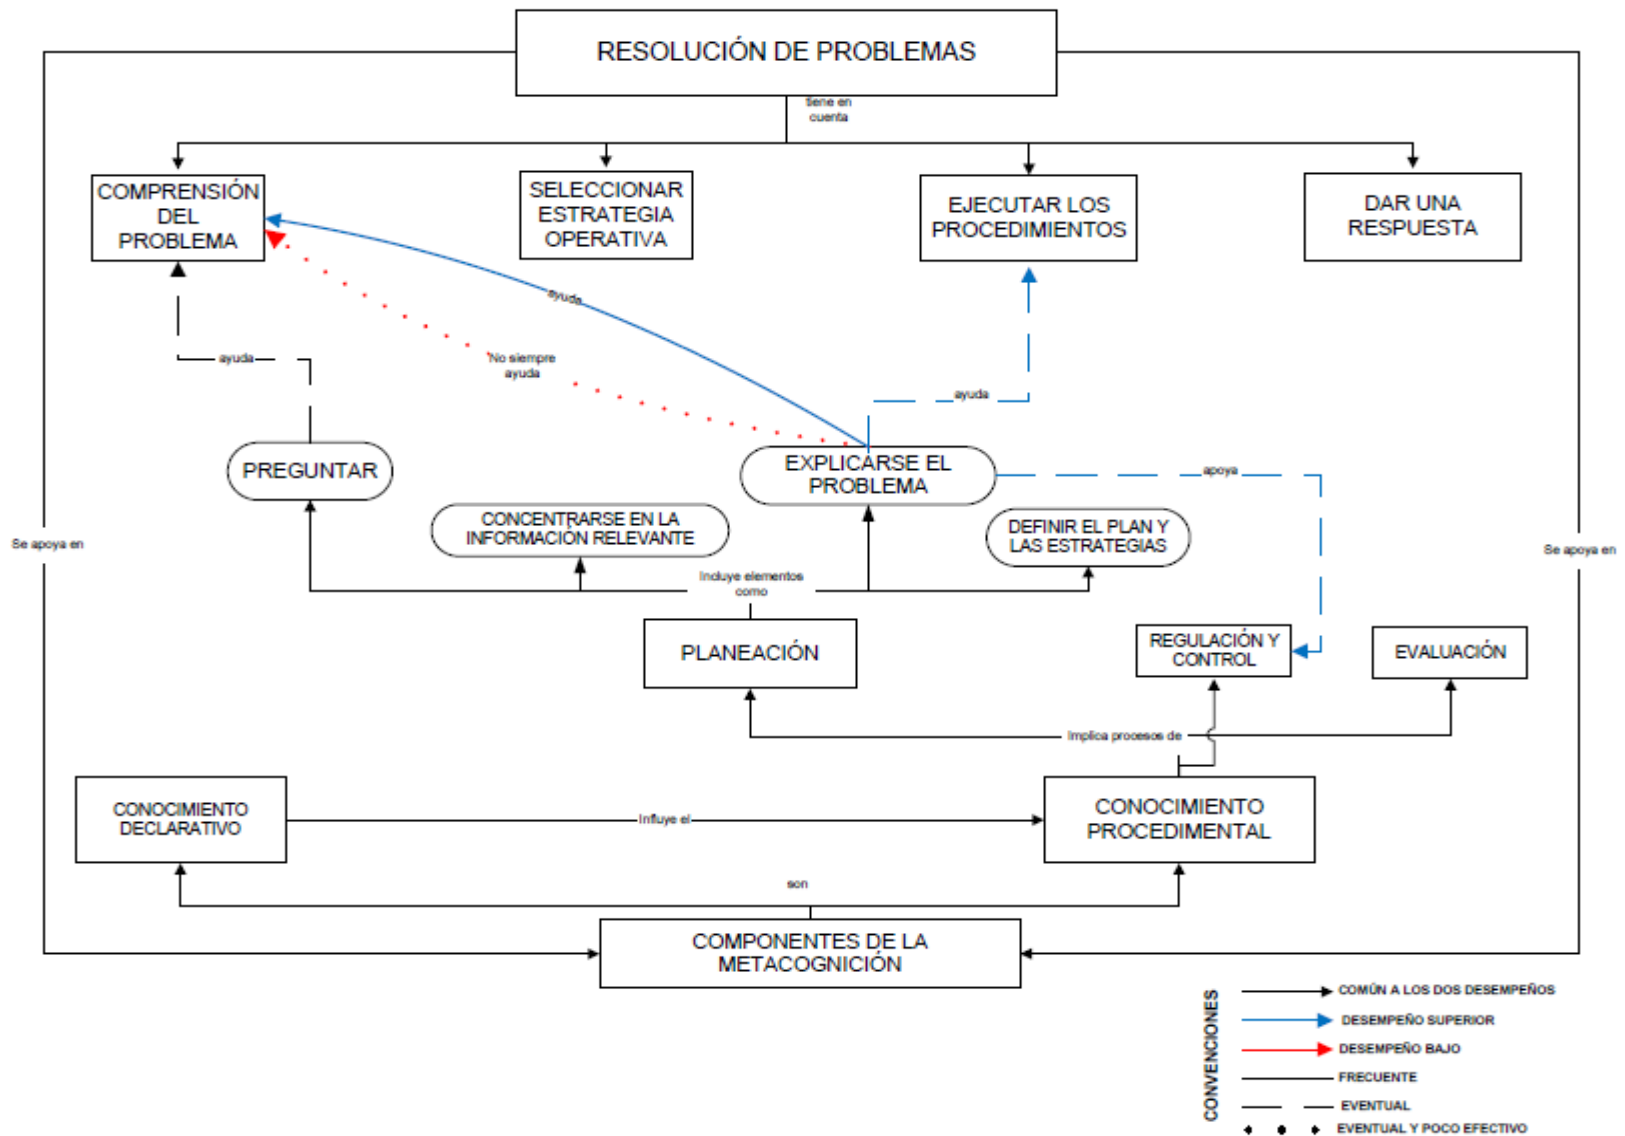 RESOLUCIÓN DE PROBLEMAS
tiene en
cuenta
COMPRENSIÓN
DEL
PROBLEMA
SELECCIONAR
ESTRATEGIA
OPERATIVA
EJECUTAR LOS
PROCEDIMIENTOS
DAR UNA
RESPUESTA
ayuda
ayuda
No siempre
ayuda
ayuda
PREGUNTAR
EXPLICARSE EL
PROBLEMA
apoya
CONCENTRARSE EN LA
INFORMACIÓN RELEVANTE
DEFINIR EL PLAN Y
LAS ESTRATEGIAS
Se apoya en
Se apoya en
Incluye elementos
como
PLANEACIÓN
REGULACIÓN Y
CONTROL
EVALUACIÓN
Implica procesos de
CONOCIMIENTO
DECLARATIVO
Influye el
CONOCIMIENTO
PROCEDIMENTAL
son
COMPONENTES DE LA
METACOGNICIÓN
CONVENCIONES
COMÚN A LOS DOS DESEMPEÑOS
DESEMPEÑO SUPERIOR
DESEMPEÑO BAJO
FRECUENTE
EVENTUAL
EVENTUAL Y POCO EFECTIVO